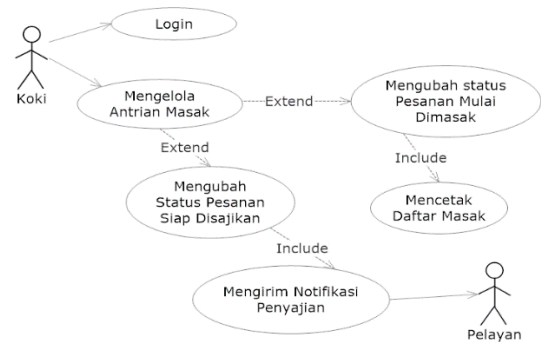 Login
Koki
Mengelola
Antrian Masak
Extend
Mengubah status
Pesanan Mulai
Dimasak
Extend
Include
Mengubah
Status Pesanan
Siap Disajikan
Mencetak
Daftar Masak
Include
Mengirim Notifikasi
Penyajian
Pelayan